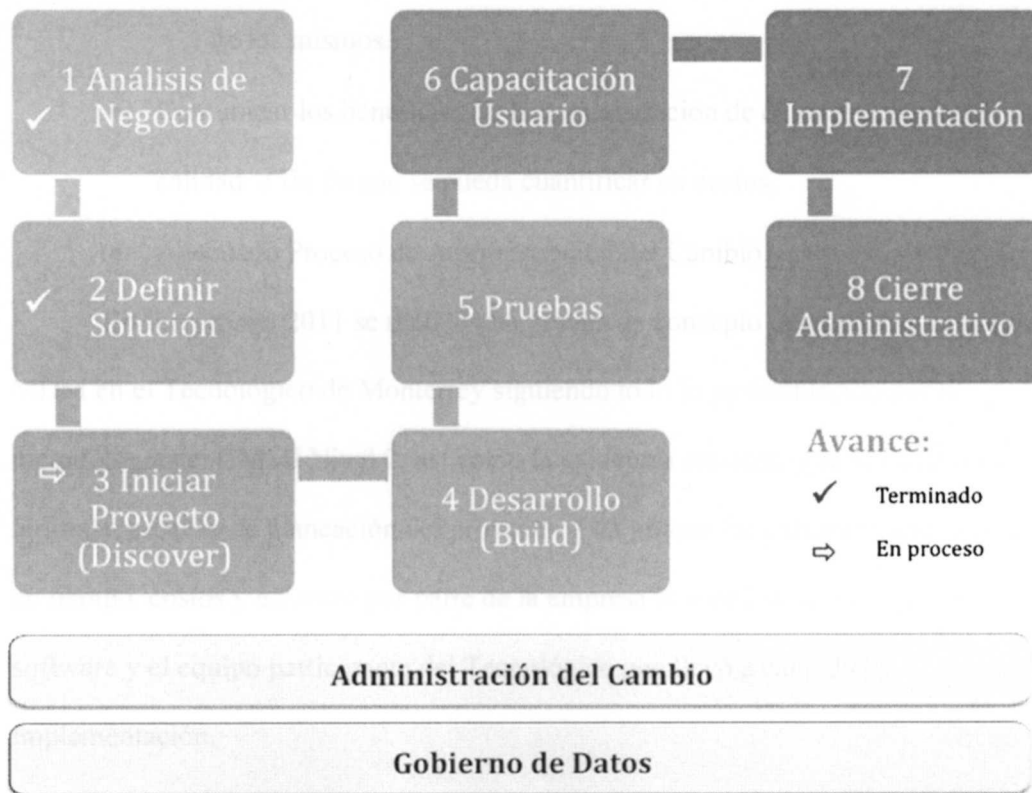 1 Análisis de
Negocio
2 Definir
Solución
3 Iniciar
Proyecto
(Discover)
4 Desarrollo
(Build)
5 Pruebas
6 Capacitación
Usuario
7
Implementación
8 Cierre
Administrativo
Avance:
✓ Terminado
⇨ En proceso
Administración del Cambio
Gobierno de Datos